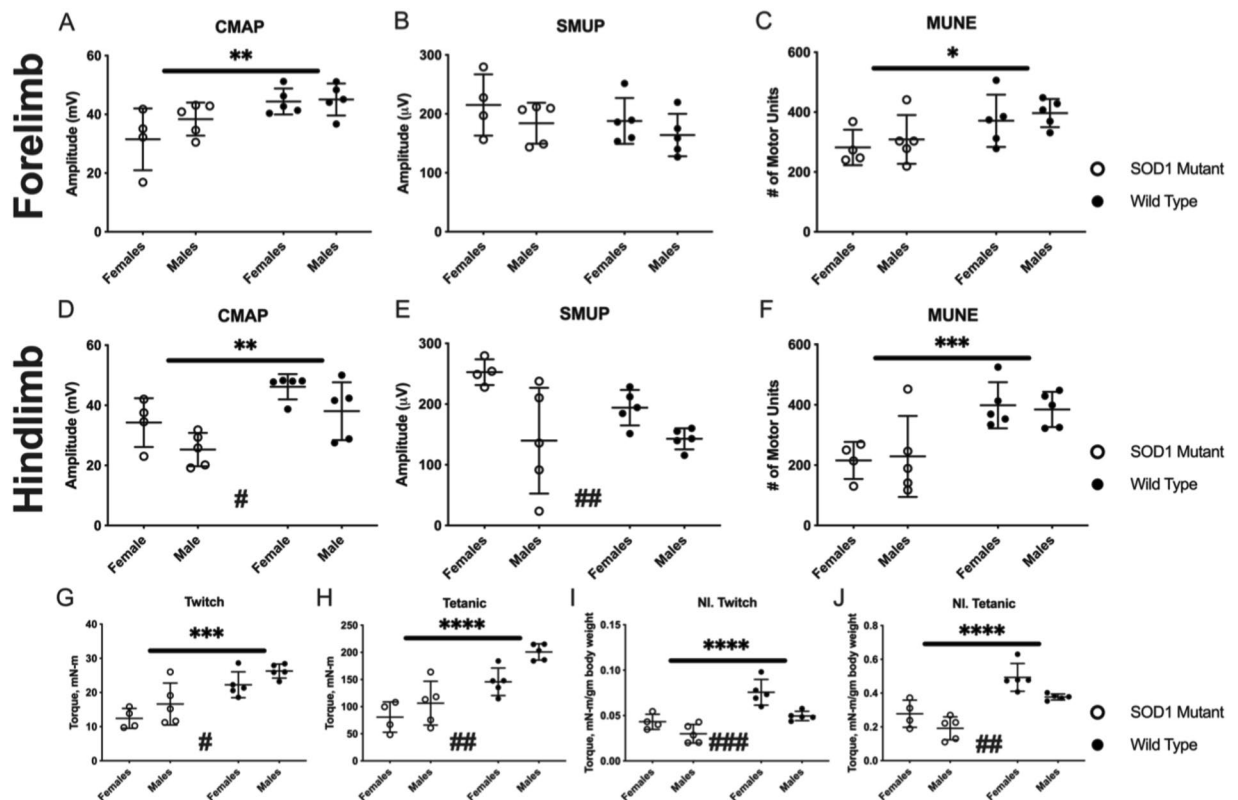 Forelimb
A
CMAP
**
Amplitude (mV)
60
40
20
0
Females
Males
Females
Males
B
SMUP
Amplitude (µV)
300
200
100
0
Females
Males
Females
Males
C
MUNE
*
# of Motor Units
600
400
200
0
Females
Males
Females
Males
SOD1 Mutant
Wild Type
Hindlimb
D
CMAP
**
Amplitude (mV)
60
40
20
0
#
Female
Male
Female
Male
E
SMUP
Amplitude (µV)
300
200
100
0
##
Females
Males
Females
Males
F
MUNE
***
# of Motor Units
600
400
200
0
Females
Males
Females
Males
SOD1 Mutant
Wild Type
G
Twitch
***
Torque, mN-m
40
30
20
10
0
#
Females
Males
Females
Males
H
Tetanic
****
Torque, mN-m
250
200
150
100
50
0
##
Females
Males
Females
Males
I
Nl. Twitch
****
Torque, mN-m/gm body weight
0.15
0.10
0.05
0.00
###
Females
Males
Females
Males
J
Nl. Tetanic
****
Torque, mN-m/gm body weight
0.8
0.6
0.4
0.2
0.0
##
Females
Males
Females
Males
SOD1 Mutant
Wild Type